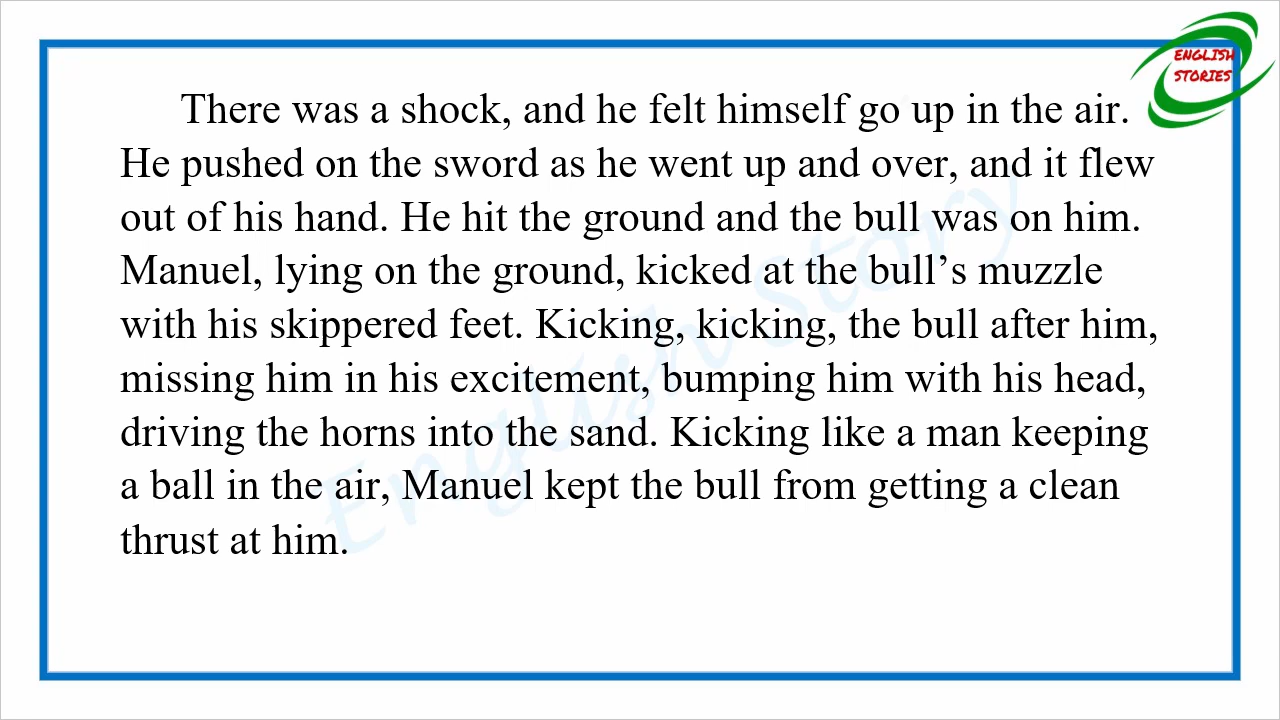 ENGLISH
STORIES
There was a shock, and he felt himself go up in the air.
He pushed on the sword as he went up and over, and it flew
out of his hand. He hit the ground and the bull was on him.
Manuel, lying on the ground, kicked at the bull’s muzzle
with his skippered feet. Kicking, kicking, the bull after him,
missing him in his excitement, bumping him with his head,
driving the horns into the sand. Kicking like a man keeping
a ball in the air, Manuel kept the bull from getting a clean
thrust at him.
English Story